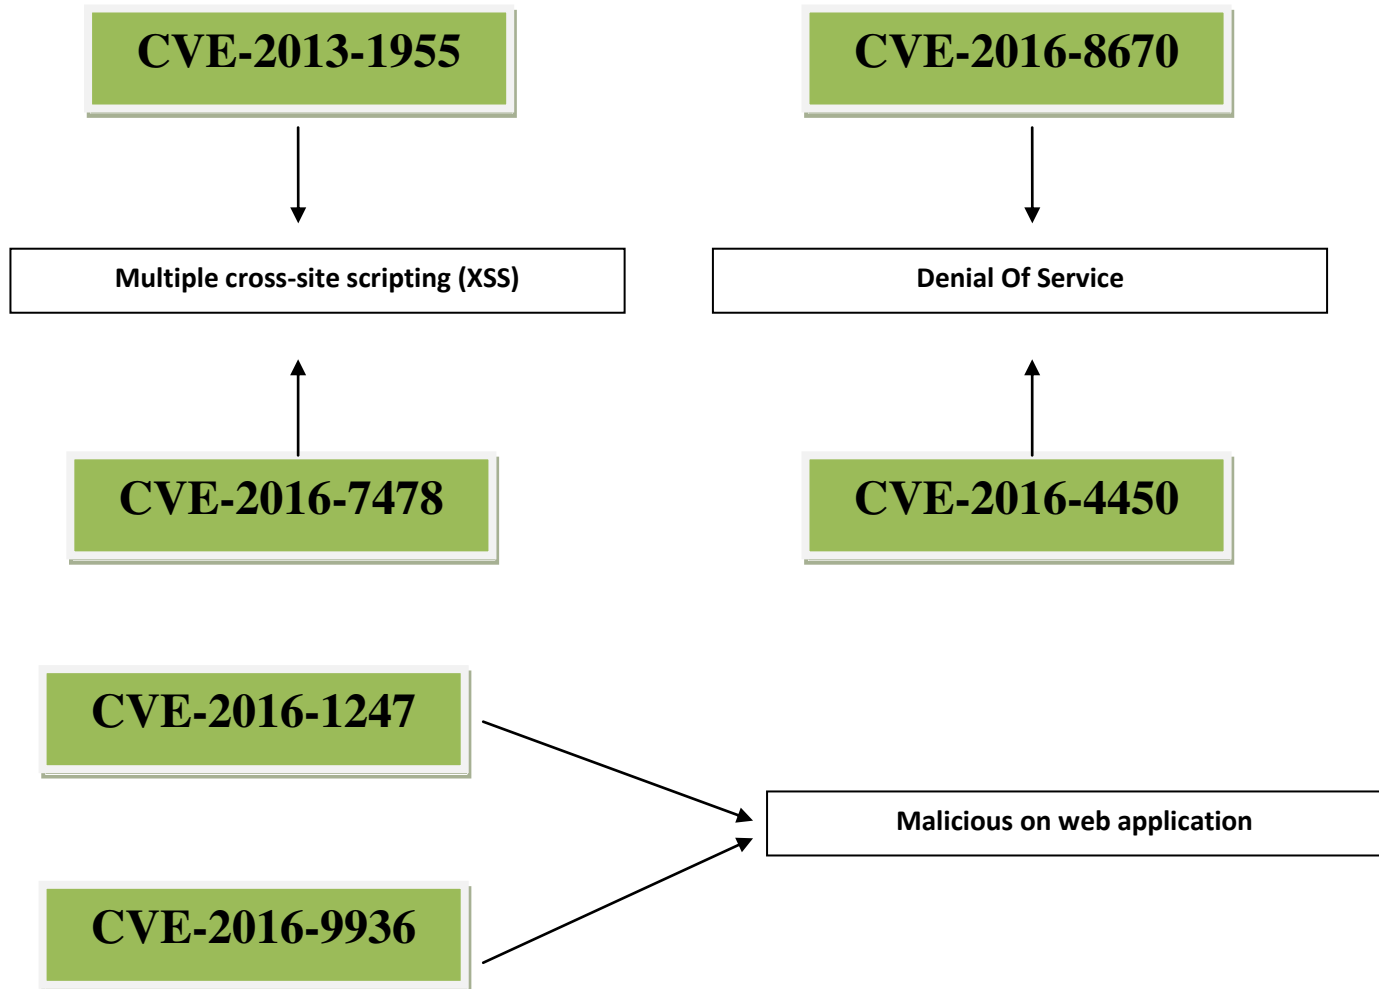 CVE-2013-1955
CVE-2016-8670
Multiple cross-site scripting (XSS)
Denial Of Service
CVE-2016-7478
CVE-2016-4450
CVE-2016-1247
Malicious on web application
CVE-2016-9936